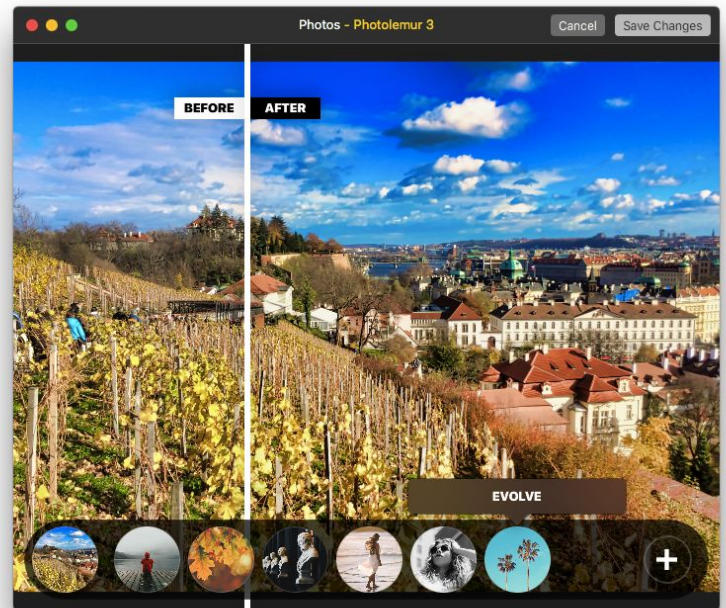 Photos - Photolemur 3
Cancel
Save Changes
BEFORE
AFTER
EVOLVE